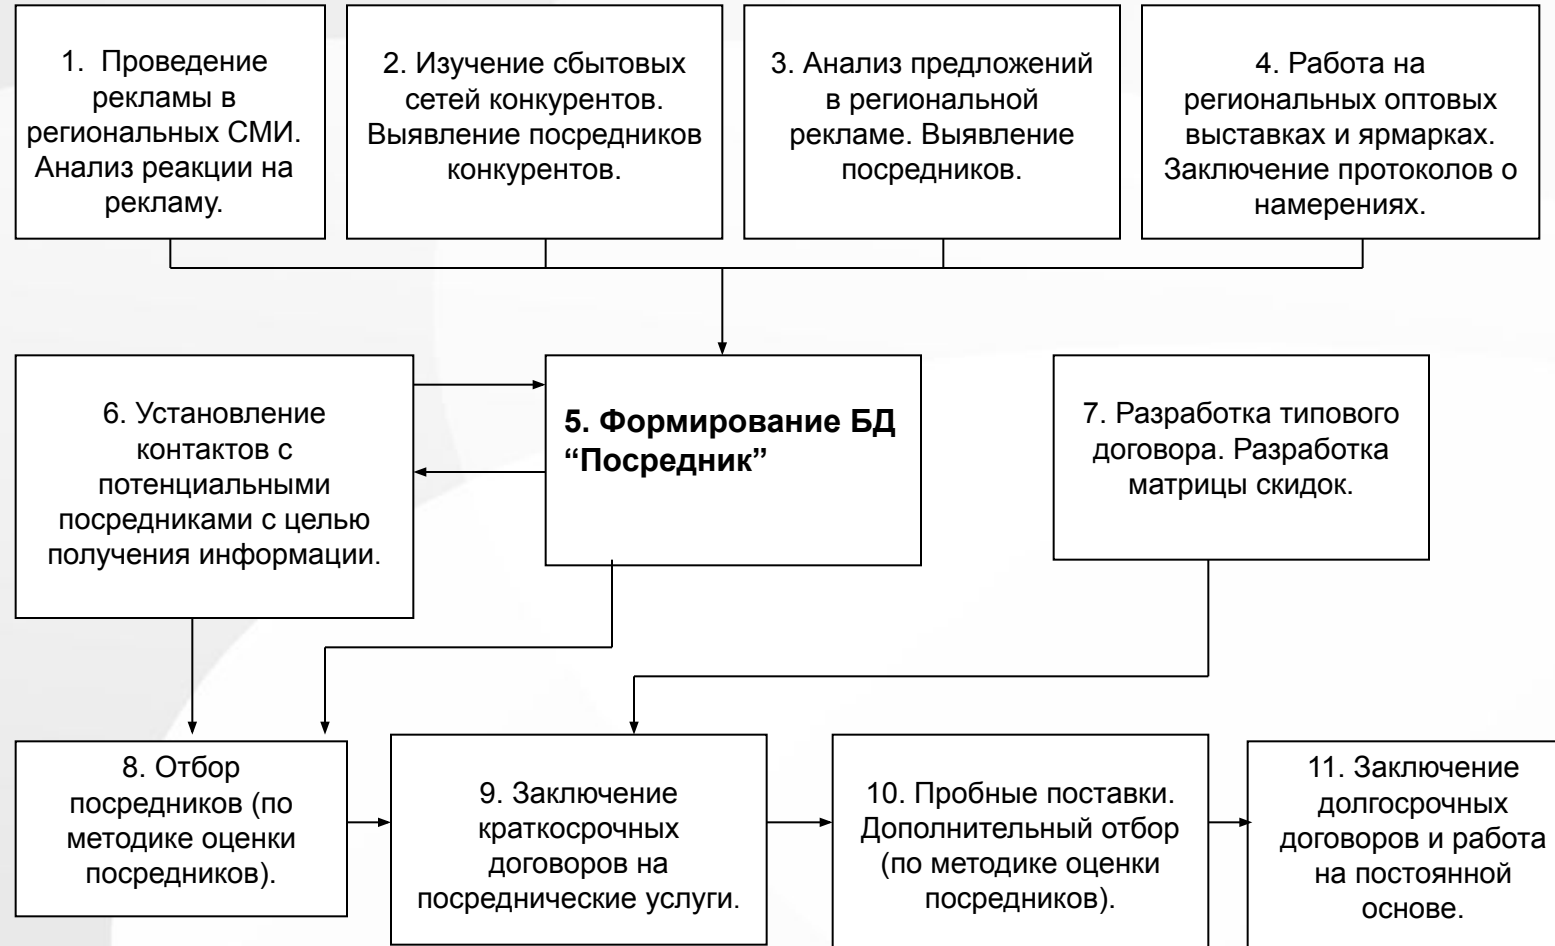 1. Проведение
рекламы в
региональных СМИ.
Анализ реакции на
рекламу.
2. Изучение сбытовых
сетей конкурентов.
Выявление посредников
конкурентов.
3. Анализ предложений
в региональной
рекламе. Выявление
посредников.
4. Работа на
региональных оптовых
выставках и ярмарках.
Заключение протоколов о
намерениях.
6. Установление
контактов с
потенциальными
посредниками с целью
получения информации.
5. Формирование БД
“Посредник”
7. Разработка типового
договора. Разработка
матрицы скидок.
8. Отбор
посредников (по
методике оценки
посредников).
9. Заключение
краткосрочных
договоров на
посреднические услуги.
10. Пробные поставки.
Дополнительный отбор
(по методике оценки
посредников).
11. Заключение
долгосрочных
договоров и работа
на постоянной
основе.